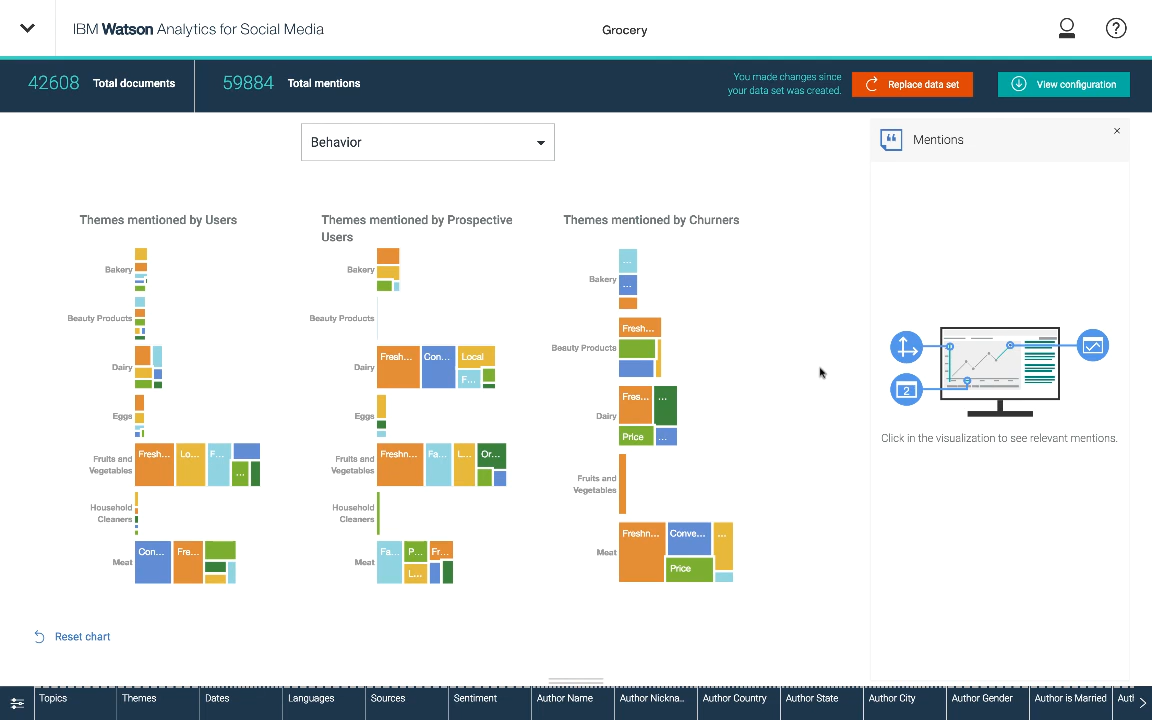 IBM Watson Analytics for Social Media
Grocery
42608 Total documents
59884 Total mentions
You made changes since
your data set was created.
Replace data set
View configuration
Behavior
Mentions
Themes mentioned by Users
Bakery
Beauty Products
Dairy
Eggs
Fruits and
Vegetables
Fresh...
Lo...
F...
...
Household
Cleaners
Meat
Con...
Fre...
Themes mentioned by Prospective
Users
Bakery
Beauty Products
Dairy
Fresh...
Con...
Local
F...
Eggs
Fruits and
Vegetables
Freshn...
Fa...
L...
Or...
Household
Cleaners
Meat
Fa...
P...
Fr...
L...
Themes mentioned by Churners
Bakery
...
...
Beauty Products
Fresh...
Dairy
Fres...
...
Price
...
Fruits and
Vegetables
Meat
Freshn...
Conve...
...
Price
2
Click in the visualization to see relevant mentions.
Reset chart
Topics
Themes
Dates
Languages
Sources
Sentiment
Author Name
Author Nickna...
Author Country
Author State
Author City
Author Gender
Author is Married
Aut